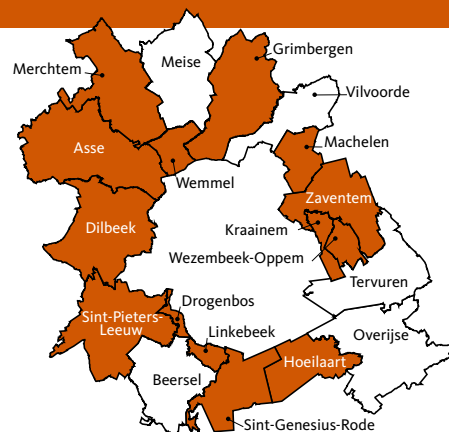 Grimbergen
Meise
Merchtem
Vilvoorde
Machelen
Asse
Wemmel
Zaventem
Dilbeek
Kraainem
Wezembeek-Oppem
Tervuren
Drogenbos
Sint-Pieters-
Leeuw
Linkebeek
Overijse
Hoeilaart
Beersel
Sint-Genesius-Rode